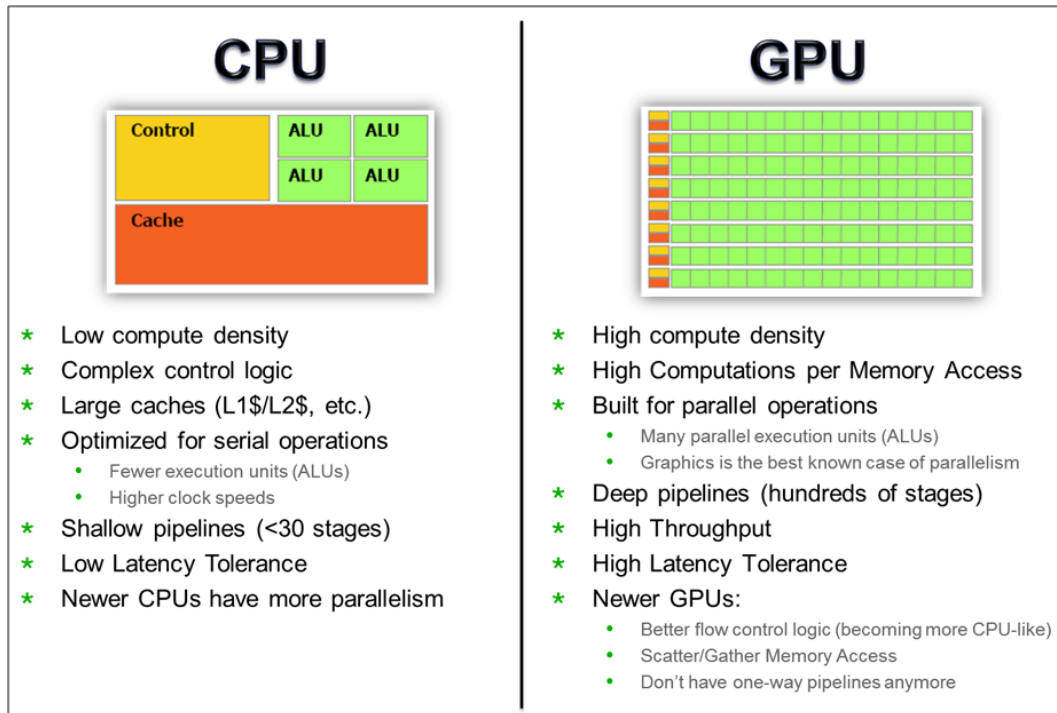 CPU
Control
ALU
ALU
ALU
ALU
Cache
* Low compute density
* Complex control logic
* Large caches (L1$/L2$, etc.)
* Optimized for serial operations
• Fewer execution units (ALUs)
• Higher clock speeds
* Shallow pipelines (<30 stages)
* Low Latency Tolerance
* Newer CPUs have more parallelism
GPU
* High compute density
* High Computations per Memory Access
* Built for parallel operations
• Many parallel execution units (ALUs)
• Graphics is the best known case of parallelism
* Deep pipelines (hundreds of stages)
* High Throughput
* High Latency Tolerance
* Newer GPUs:
• Better flow control logic (becoming more CPU-like)
• Scatter/Gather Memory Access
• Don't have one-way pipelines anymore